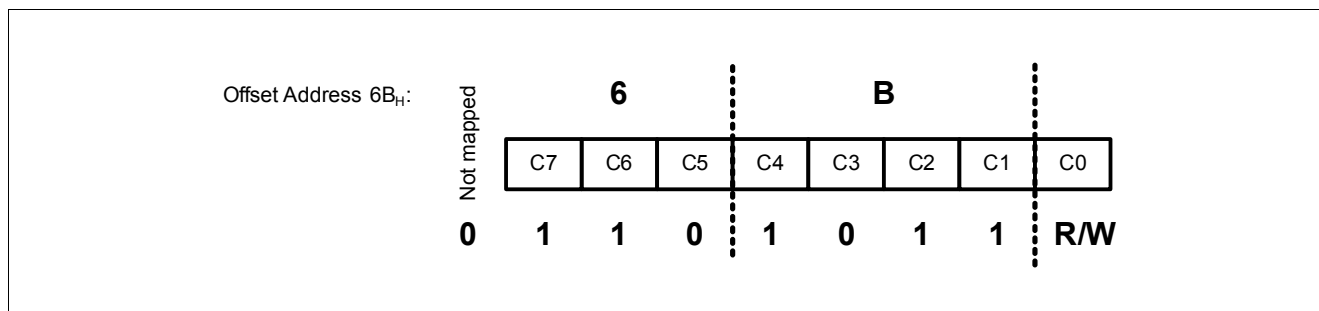 Offset Address 6BH:
Not mapped
6 B
C7 C6 C5 C4 C3 C2 C1 C0
0 1 1 0 1 0 1 1 R/W